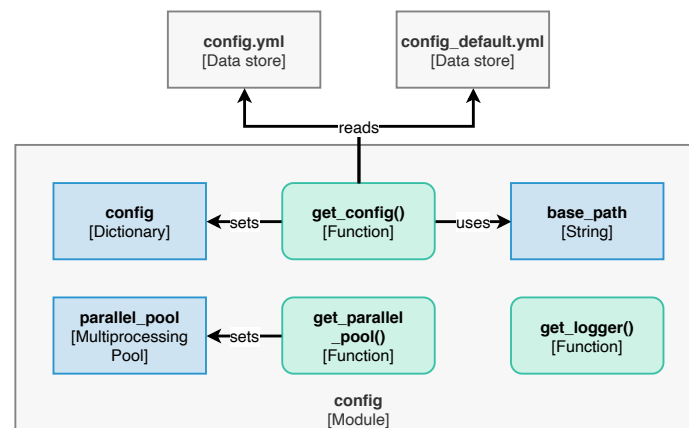 config.yml
[Data store]
config_default.yml
[Data store]
reads
config
[Dictionary]
sets
get_config()
[Function]
uses
base_path
[String]
parallel_pool
[Multiprocessing
Pool]
sets
get_parallel
_pool()
[Function]
get_logger()
[Function]
config
[Module]